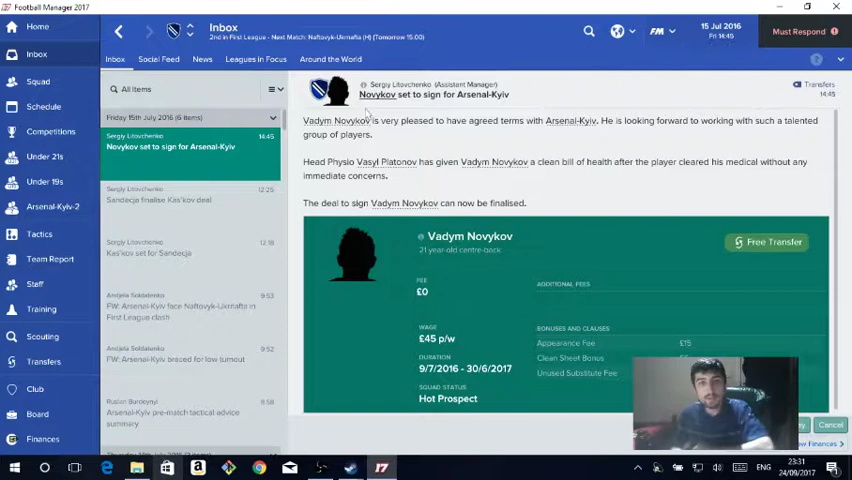 Football Manager 2017
Home
Inbox
Squad
Schedule
Competitions
Under 21s
Under 19s
Arsenal-Kyiv-2
Tactics
Team Report
Staff
Training
Scouting
Transfers
Club
Board
Finances
Inbox
2nd in First League - Next Match: Naftovyk-Ukrnafta (H) (Tomorrow 15:00)
FM
15 Jul 2016
Fri 14:45
Must Respond
Inbox Social Feed News Leagues in Focus Around the World
All Items
Friday 15th July 2016 (6 items)
Sergiy Litovchenko 14:45
Novykov set to sign for Arsenal-Kyiv
Sergiy Litovchenko 12:25
Sandecja finalise Kas'kov deal
Sergiy Litovchenko 12:18
Kas'kov set for Sandecja
Andjela Soldatenko 9:53
PW: Arsenal-Kyiv face Naftovyk-Ukrnafta in
First League clash
Andjela Soldatenko 9:52
PW: Arsenal-Kyiv braced for low turnout
Ruslan Burdeynyi 8:58
Arsenal-Kyiv pre-match tactical advice
summary
Sergiy Litovchenko (Assistant Manager)
Novykov set to sign for Arsenal-Kyiv
Transfers
14:45
Vadym Novykov is very pleased to have agreed terms with Arsenal-Kyiv. He is looking forward to working with such a talented
group of players.
Head Physio Vasyl Platonov has given Vadym Novykov a clean bill of health after the player cleared his medical without any
immediate concerns.
The deal to sign Vadym Novykov can now be finalised.
Vadym Novykov
21 year-old centre-back
Free Transfer
FEE
£0
WAGE
£45 p/w
DURATION
9/7/2016 - 30/6/2017
SQUAD STATUS
Hot Prospect
ADDITIONAL FEES
BONUSES AND CLAUSES
Appearance Fee £15
Clean Sheet Bonus
Unused Substitute Fee
Cancel
Finances
ENG
23:31
24/09/2017